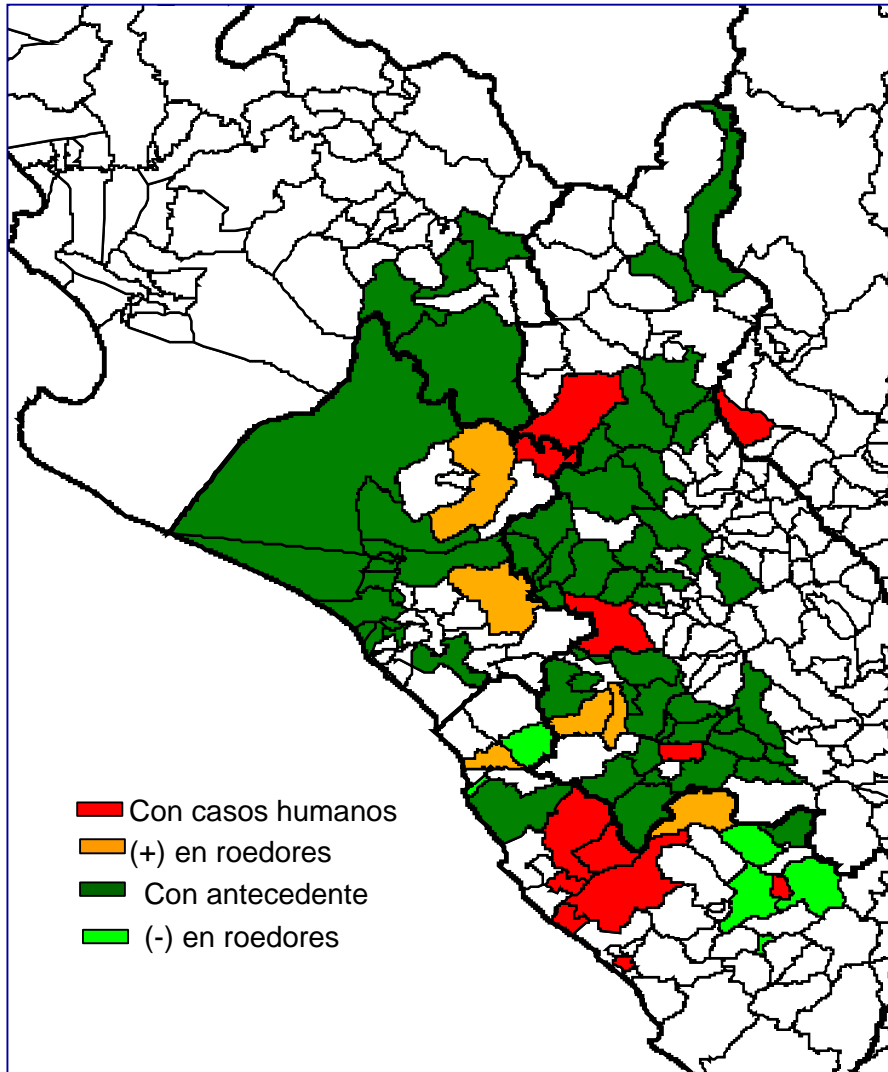 Con casos humanos
(+) en roedores
Con antecedente
(-) en roedores